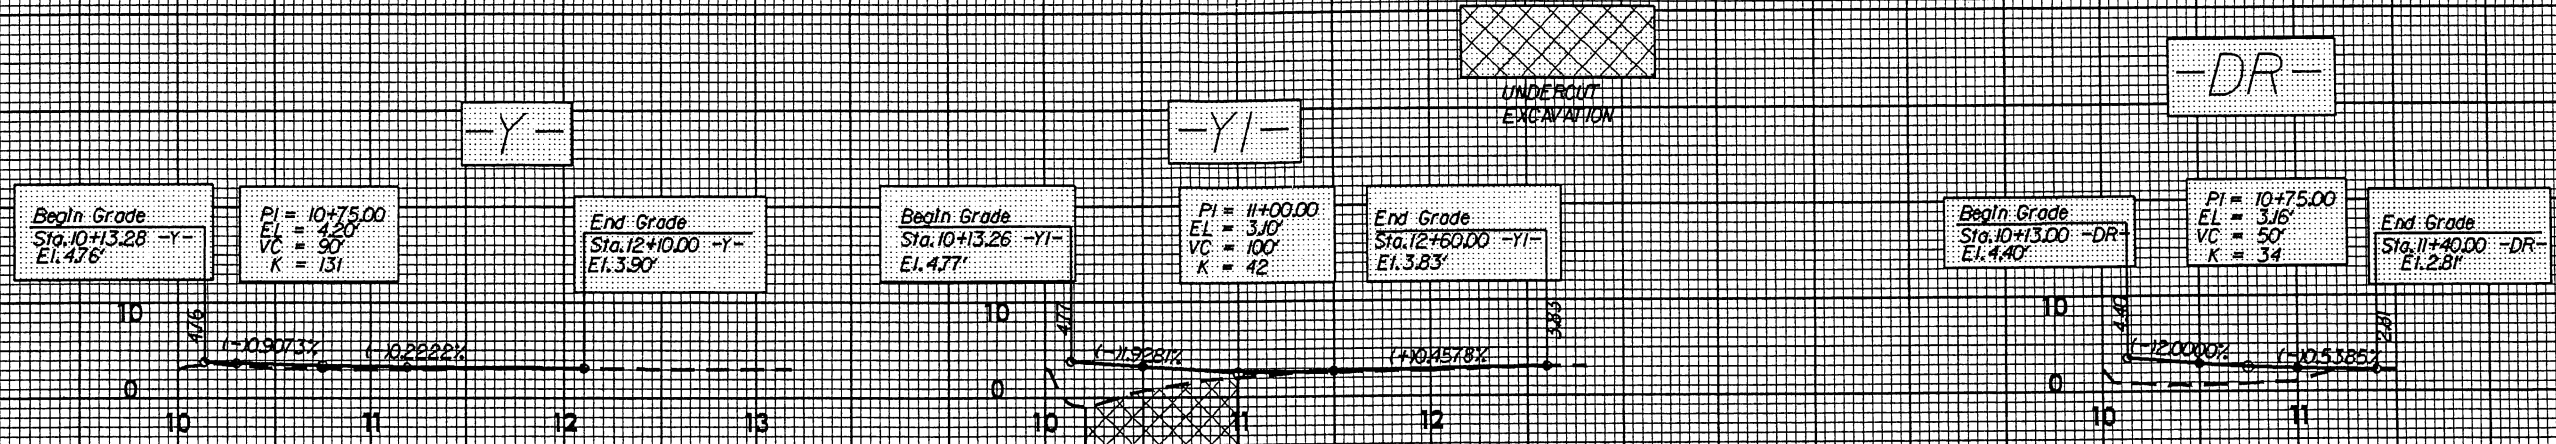 UNDERCUT
EXCAVATION
-Y-
Begin Grade
Sta.10+13.28 -Y-
El.4.76'
PI = 10+75.00
EL = 4.20'
VC = 90'
K = 131
End Grade
Sta.12+10.00 -Y-
El.3.90'
10
0
4.76
(-)0.9073%
(-)0.2222%
10
11
12
13
-Y1-
Begin Grade
Sta.10+13.26 -Y1-
El.4.77'
PI = 11+00.00
EL = 3.10'
VC = 100'
K = 42
End Grade
Sta.12+60.00 -Y1-
El.3.83'
10
0
4.77
(-)1.9281%
(+)0.4578%
3.83
10
11
12
-DR-
Begin Grade
Sta.10+13.00 -DR-
El.4.40'
PI = 10+75.00
EL = 3.16'
VC = 50'
K = 34
End Grade
Sta.11+40.00 -DR-
El.2.81'
10
0
4.40
(-)2.0000%
(-)0.5385%
2.81
10
11